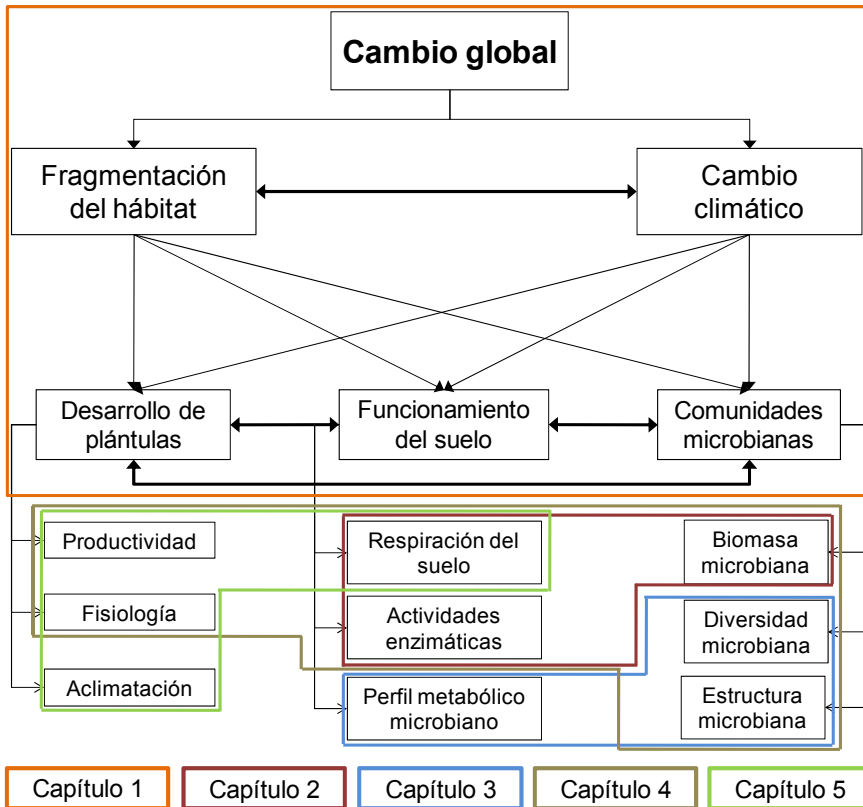 Cambio global
Fragmentación
del hábitat
Cambio
climático
Desarrollo de
plántulas
Funcionamiento
del suelo
Comunidades
microbianas
Productividad
Respiración del
suelo
Biomasa
microbiana
Fisiología
Actividades
enzimáticas
Diversidad
microbiana
Aclimatación
Perfil metabólico
microbiano
Estructura
microbiana
Capítulo 1
Capítulo 2
Capítulo 3
Capítulo 4
Capítulo 5